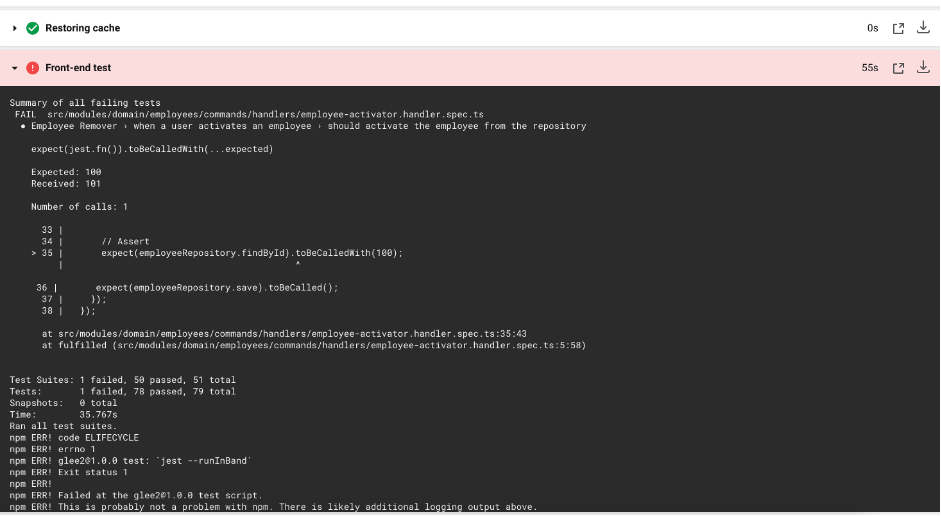 Restoring cache 0s
Front-end test 55s
Summary of all failing tests
FAIL src/modules/domain/employees/commands/handlers/employee-activator.handler.spec.ts
● Employee Remover › when a user activates an employee › should activate the employee from the repository
expect(jest.fn()).toBeCalledWith(...expected)
Expected: 100
Received: 101
Number of calls: 1
33 |
34 | // Assert
> 35 | expect(employeeRepository.findById).toBeCalledWith(100);
| ^
36 | expect(employeeRepository.save).toBeCalled();
37 | });
38 | });
at src/modules/domain/employees/commands/handlers/employee-activator.handler.spec.ts:35:43
at fulfilled (src/modules/domain/employees/commands/handlers/employee-activator.handler.spec.ts:5:58)
Test Suites: 1 failed, 50 passed, 51 total
Tests: 1 failed, 78 passed, 79 total
Snapshots: 0 total
Time: 35.767s
Ran all test suites.
npm ERR! code ELIFECYCLE
npm ERR! errno 1
npm ERR! glee2@1.0.0 test: `jest --runInBand`
npm ERR! Exit status 1
npm ERR!
npm ERR! Failed at the glee2@1.0.0 test script.
npm ERR! This is probably not a problem with npm. There is likely additional logging output above.